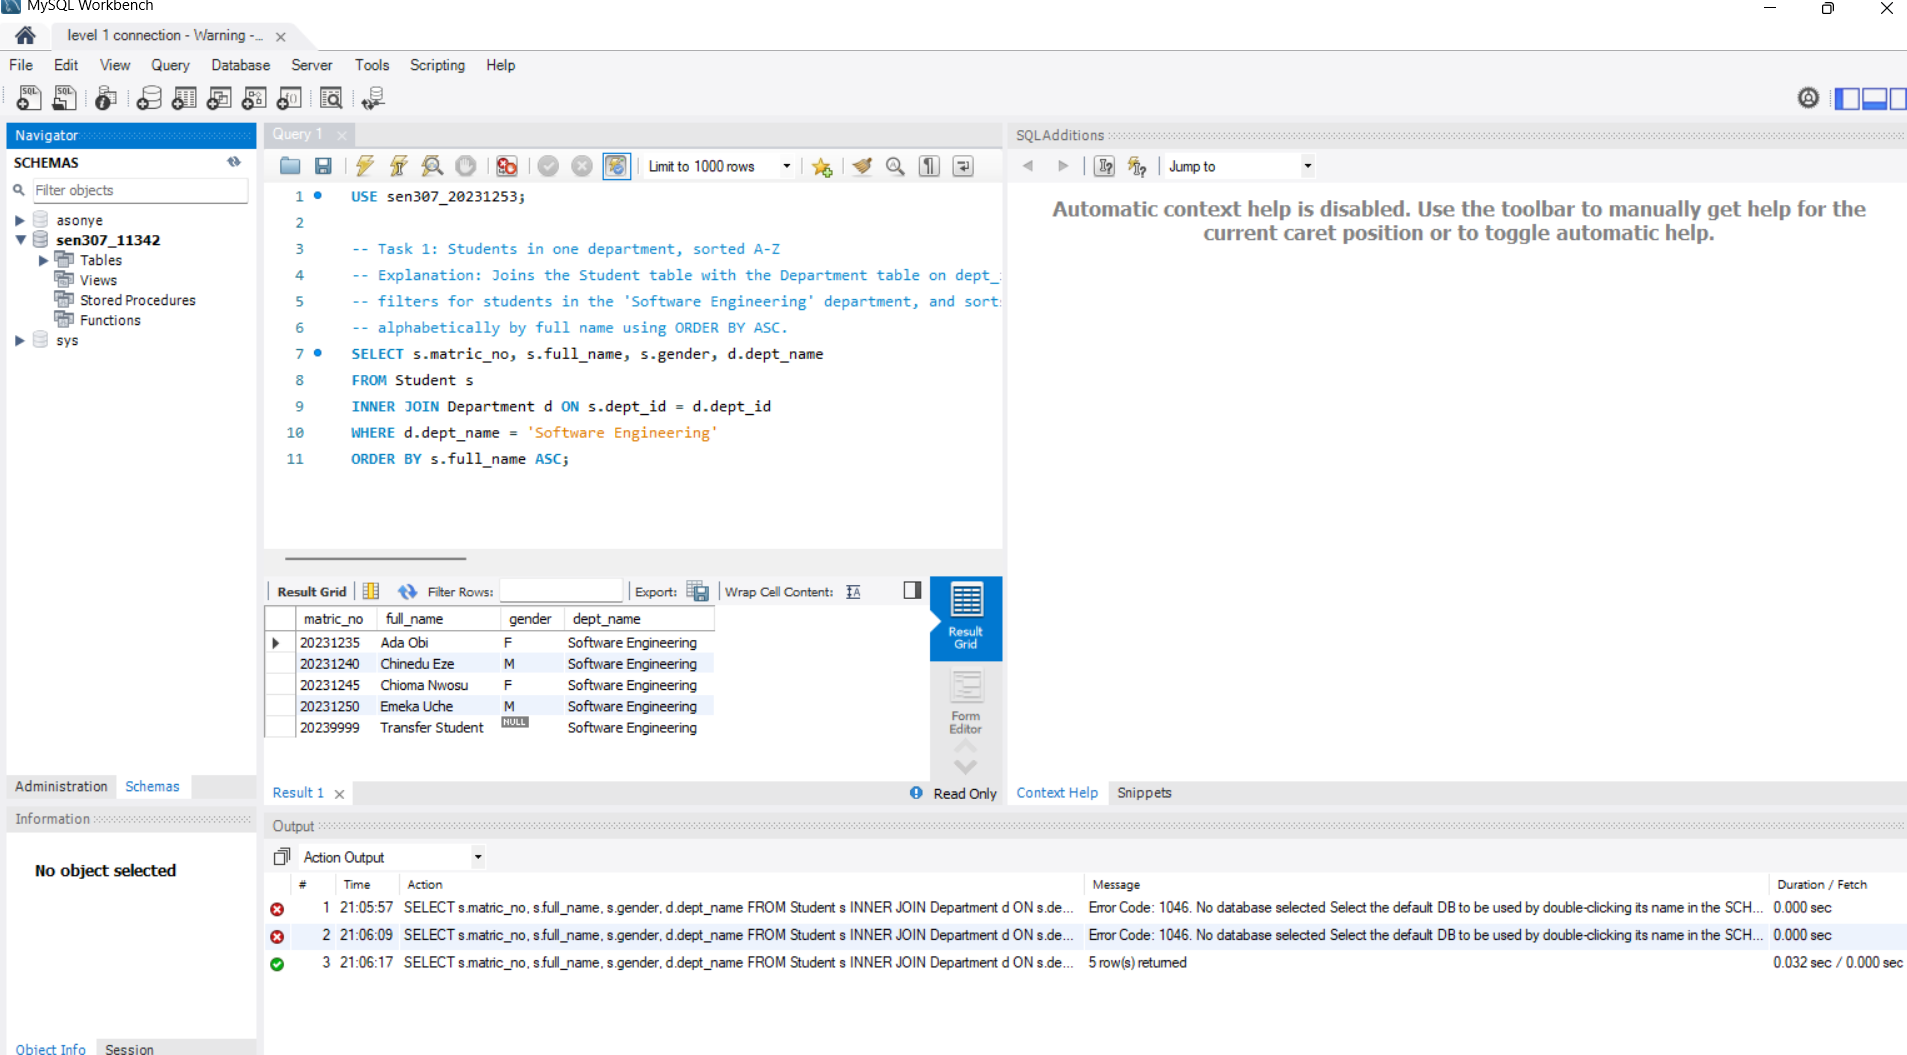 MySQL Workbench
level 1 connection - Warning -...
File Edit View Query Database Server Tools Scripting Help
Navigator
SCHEMAS
Filter objects
asonye
sen307_11342
Tables
Views
Stored Procedures
Functions
sys
Administration Schemas
Information
No object selected
Object Info Session
Query 1
Limit to 1000 rows
1 USE sen307_20231253;
2
3 -- Task 1: Students in one department, sorted A-Z
4 -- Explanation: Joins the Student table with the Department table on dept_
5 -- filters for students in the 'Software Engineering' department, and sort
6 -- alphabetically by full name using ORDER BY ASC.
7 SELECT s.matric_no, s.full_name, s.gender, d.dept_name
8 FROM Student s
9 INNER JOIN Department d ON s.dept_id = d.dept_id
10 WHERE d.dept_name = 'Software Engineering'
11 ORDER BY s.full_name ASC;
Result Grid Filter Rows: Export: Wrap Cell Content:
matric_no full_name gender dept_name
20231235 Ada Obi F Software Engineering
20231240 Chinedu Eze M Software Engineering
20231245 Chioma Nwosu F Software Engineering
20231250 Emeka Uche M Software Engineering
20239999 Transfer Student NULL Software Engineering
Result
Grid
Form
Editor
Result 1 Read Only
SQLAdditions
Jump to
Automatic context help is disabled. Use the toolbar to manually get help for the
current caret position or to toggle automatic help.
Context Help Snippets
Output
Action Output
# Time Action Message Duration / Fetch
1 21:05:57 SELECT s.matric_no, s.full_name, s.gender, d.dept_name FROM Student s INNER JOIN Department d ON s.de... Error Code: 1046. No database selected Select the default DB to be used by double-clicking its name in the SCH... 0.000 sec
2 21:06:09 SELECT s.matric_no, s.full_name, s.gender, d.dept_name FROM Student s INNER JOIN Department d ON s.de... Error Code: 1046. No database selected Select the default DB to be used by double-clicking its name in the SCH... 0.000 sec
3 21:06:17 SELECT s.matric_no, s.full_name, s.gender, d.dept_name FROM Student s INNER JOIN Department d ON s.de... 5 row(s) returned 0.032 sec / 0.000 sec